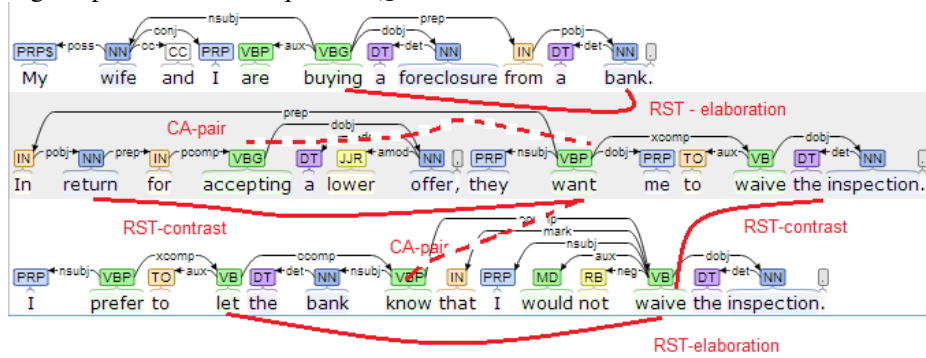 nsubj prep
conj dobj pobj
PRP$ poss NN cc CC PRP VBP aux VBG DT det NN IN DT det NN .
My wife and I are buying a foreclosure from a bank.
RST - elaboration
prep
CA-pair dobj xcomp dobj
IN pobj NN prep IN pcomp VBG DT JJR amod NN , PRP nsubj VBP dobj PRP TO aux VB DT det NN .
In return for accepting a lower offer, they want me to waive the inspection.
RST-contrast RST-contrast
CA-pair mark
nsubj
xcomp ccomp aux dobj
PRP nsubj VBP TO aux VB DT det NN nsubj VBP IN PRP MD RB neg VB DT det NN .
I prefer to let the bank know that I would not waive the inspection.
RST-elaboration